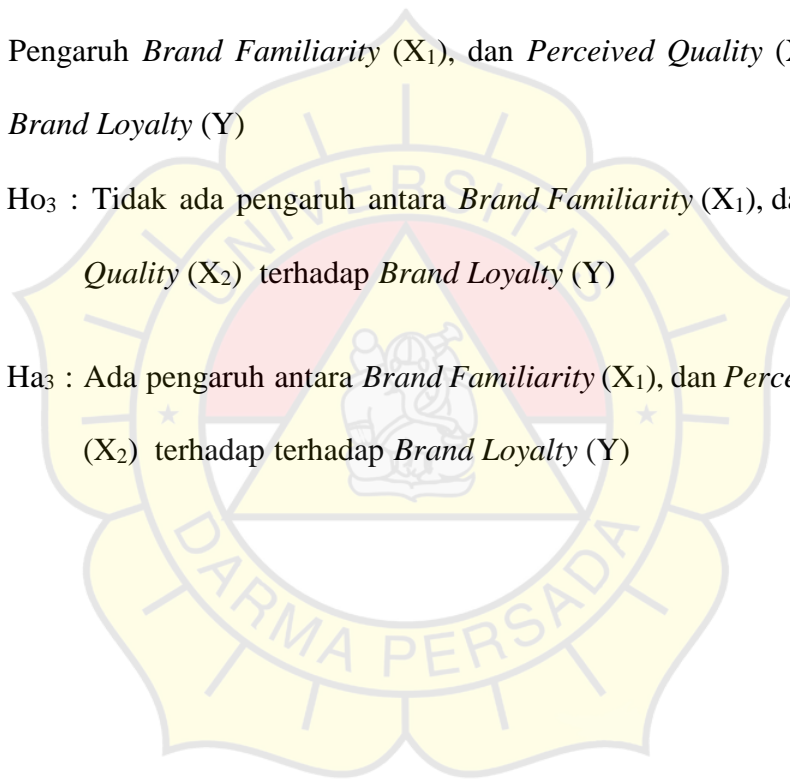 Pengaruh Brand Familiarity (X₁), dan Perceived Quality (
Brand Loyalty (Y)
Ho₃ : Tidak ada pengaruh antara Brand Familiarity (X₁), da
Quality (X₂) terhadap Brand Loyalty (Y)
Ha₃ : Ada pengaruh antara Brand Familiarity (X₁), dan Perce
(X₂) terhadap terhadap Brand Loyalty (Y)
UNIVERSITAS
DARMA PERSADA